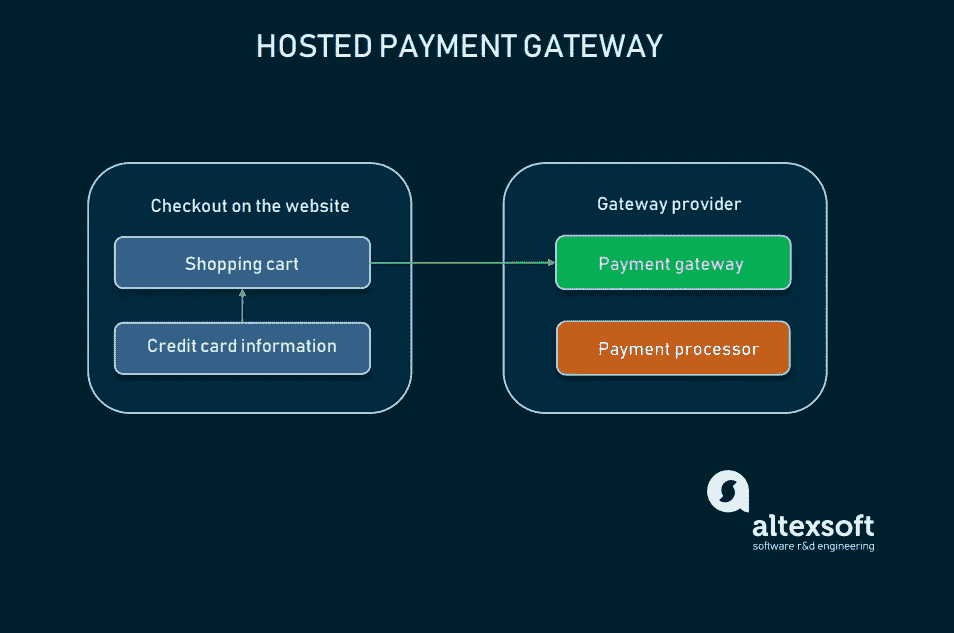 HOSTED PAYMENT GATEWAY
Checkout on the website
Shopping cart
Credit card information
Gateway provider
Payment gateway
Payment processor
altexsoft
software r&d engineering